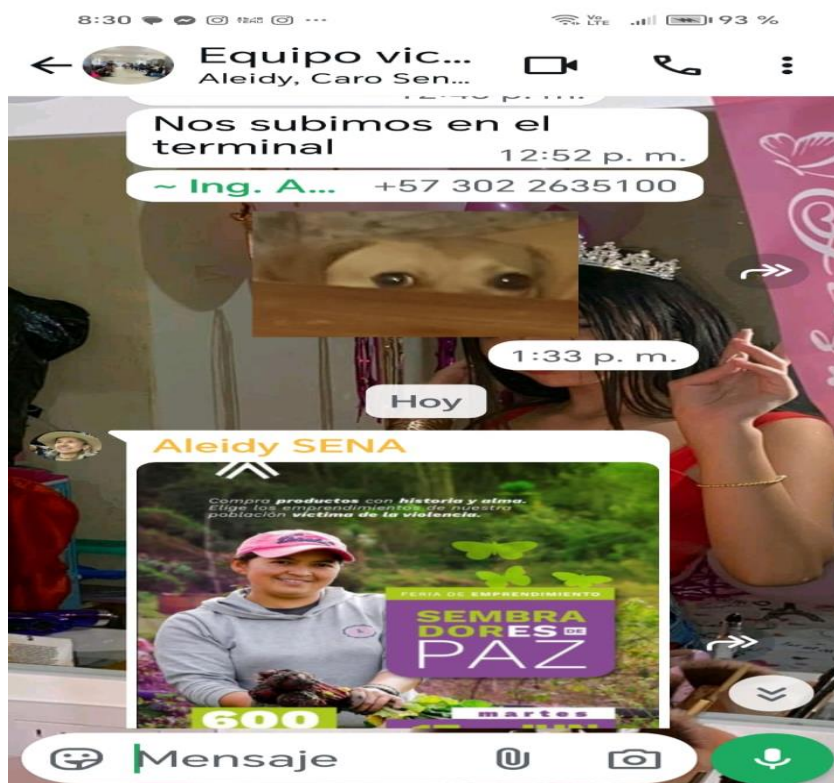 8:30
Vo
LTE
93 %
Equipo vic...
Aleidy, Caro Sen...
Nos subimos en el
terminal
12:52 p. m.
~ Ing. A... +57 302 2635100
1:33 p. m.
Hoy
Aleidy SENA
Compra productos con historia y alma.
Elige los emprendimientos de nuestra
población víctima de la violencia.
FERIA DE EMPRENDIMIENTO
SEMBRA
DORES DE
PAZ
600
martes
Mensaje